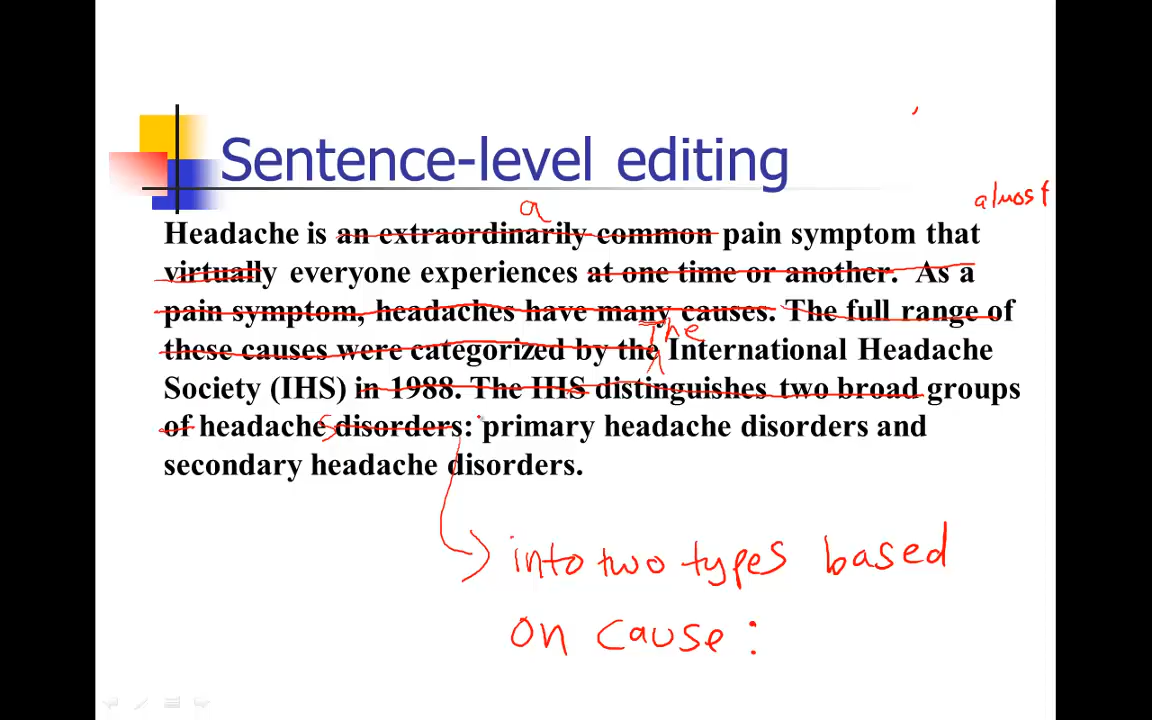 Sentence-level editing
a
almost
Headache is an extraordinarily common pain symptom that
virtually everyone experiences at one time or another. As a
pain symptom, headaches have many causes. The full range of
The
these causes were categorized by the International Headache
Society (IHS) in 1988. The IHS distinguishes two broad groups
of headaches disorders: primary headache disorders and
secondary headache disorders.
into two types based
on cause: